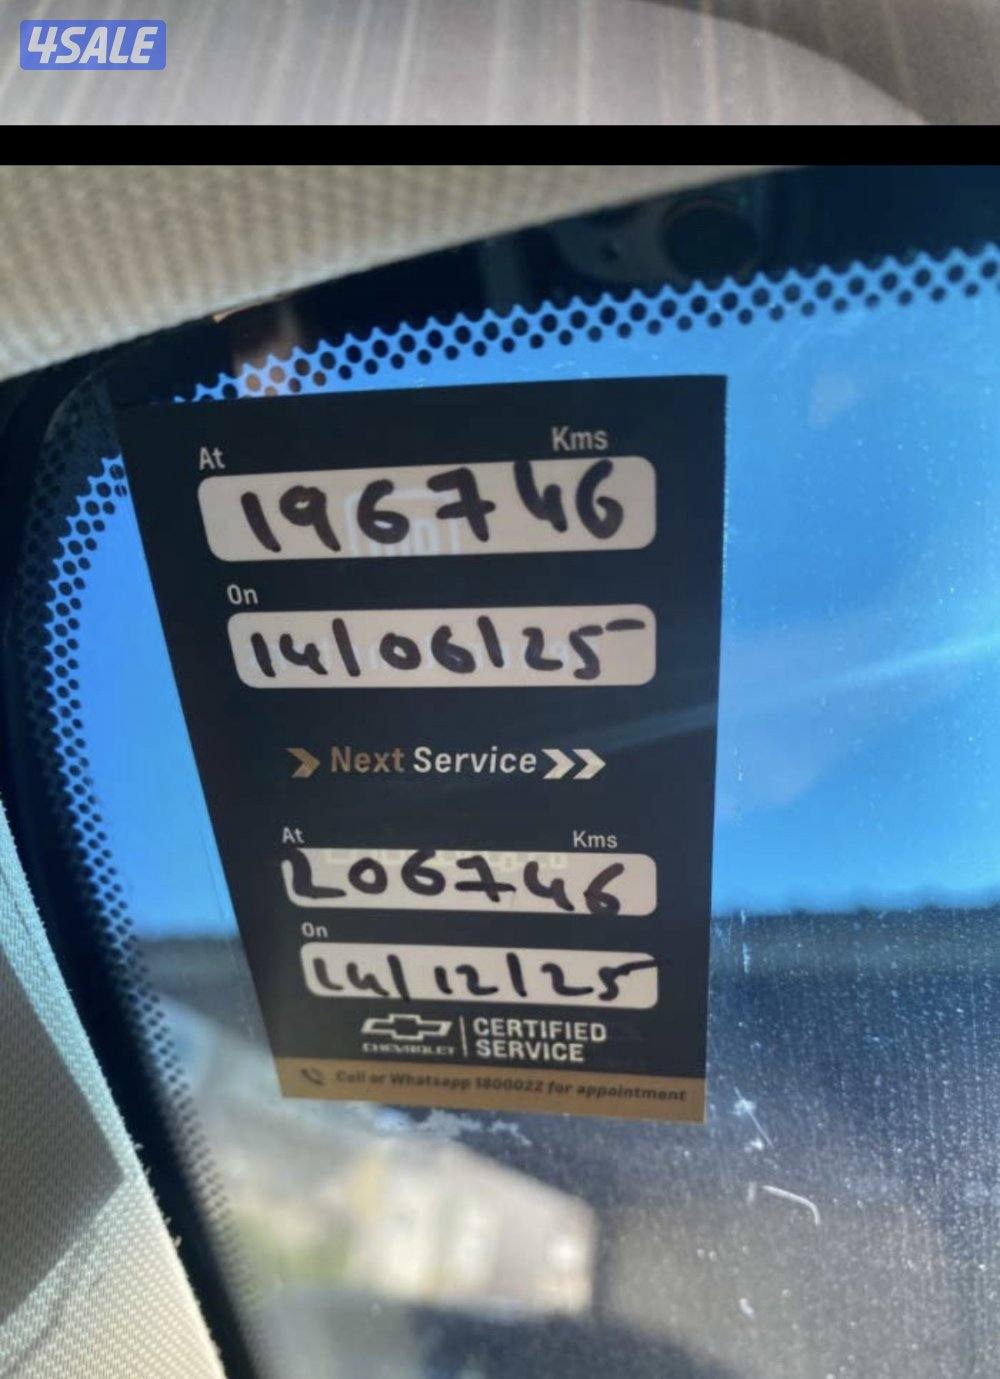 4SALE
At Kms
196746
On
14/06/25
Next Service
At Kms
206746
On
14/12/25
CHEVROLET | CERTIFIED SERVICE
Call or Whatsapp 1800022 for appointment